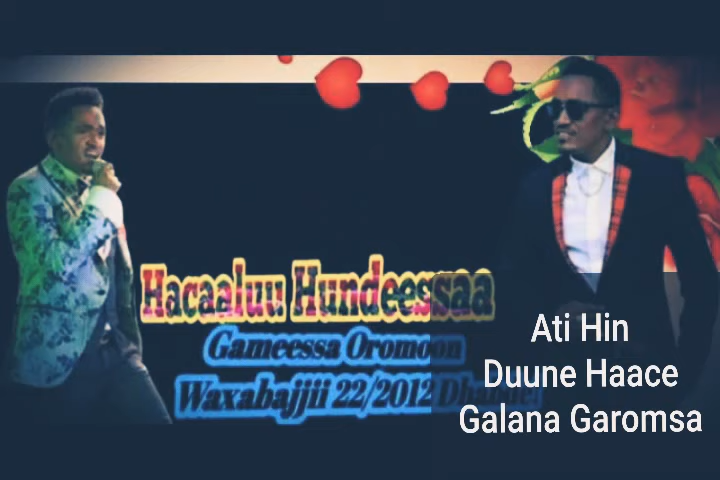 Hacaaluu Hundeessaa
Gameessa Oromoon
Waxabajjii 22/2012
Ati Hin
Duune Haace
Galana Garomsa